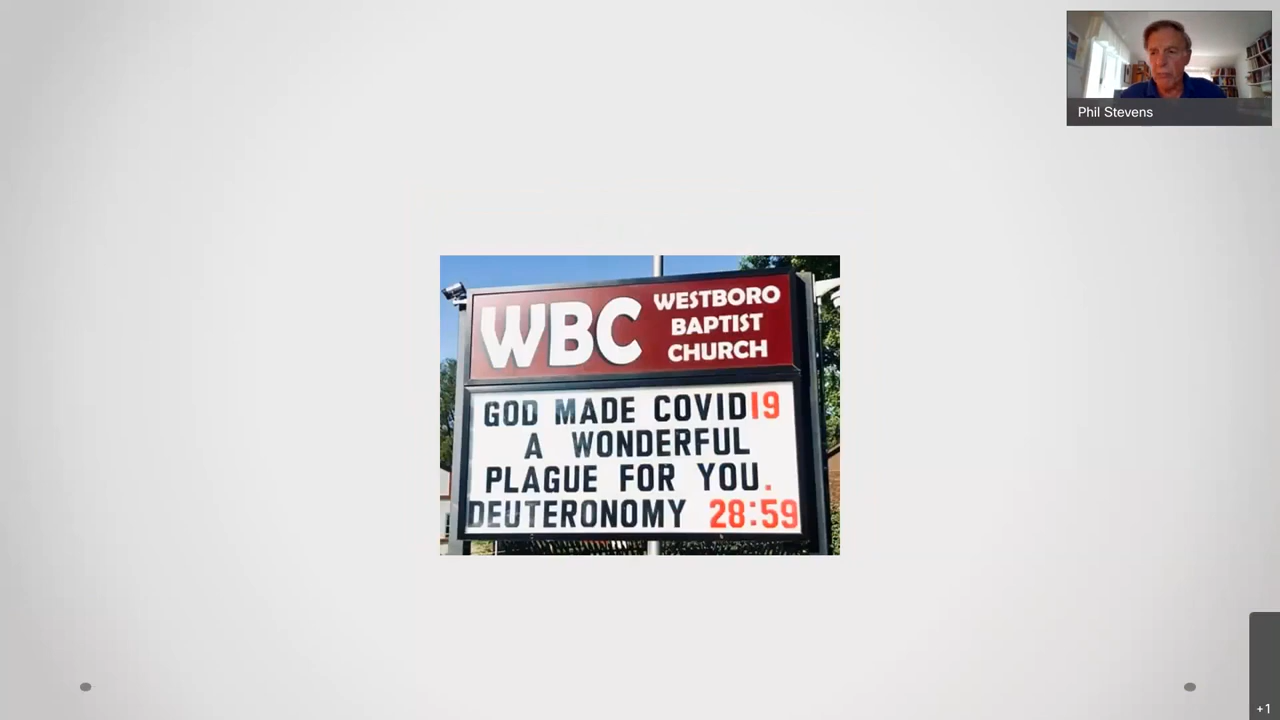 Phil Stevens
WBC
WESTBORO
BAPTIST
CHURCH
GOD MADE COVID19
A WONDERFUL
PLAGUE FOR YOU.
DEUTERONOMY 28:59
+1